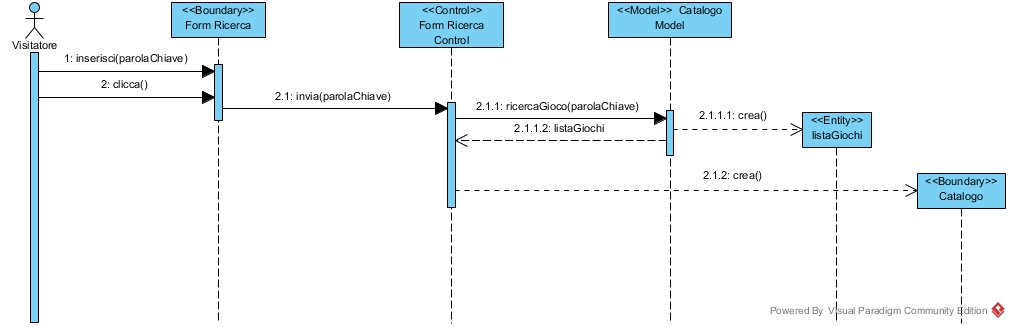 Visitatore
<<Boundary>>
Form Ricerca
<<Control>>
Form Ricerca
Control
<<Model>> Catalogo
Model
1: inserisci(parolaChiave)
2: clicca()
2.1: invia(parolaChiave)
2.1.1: ricercaGioco(parolaChiave)
2.1.1.1: crea()
<<Entity>>
listaGiochi
2.1.1.2: listaGiochi
2.1.2: crea()
<<Boundary>>
Catalogo
Powered By Visual Paradigm Community Edition